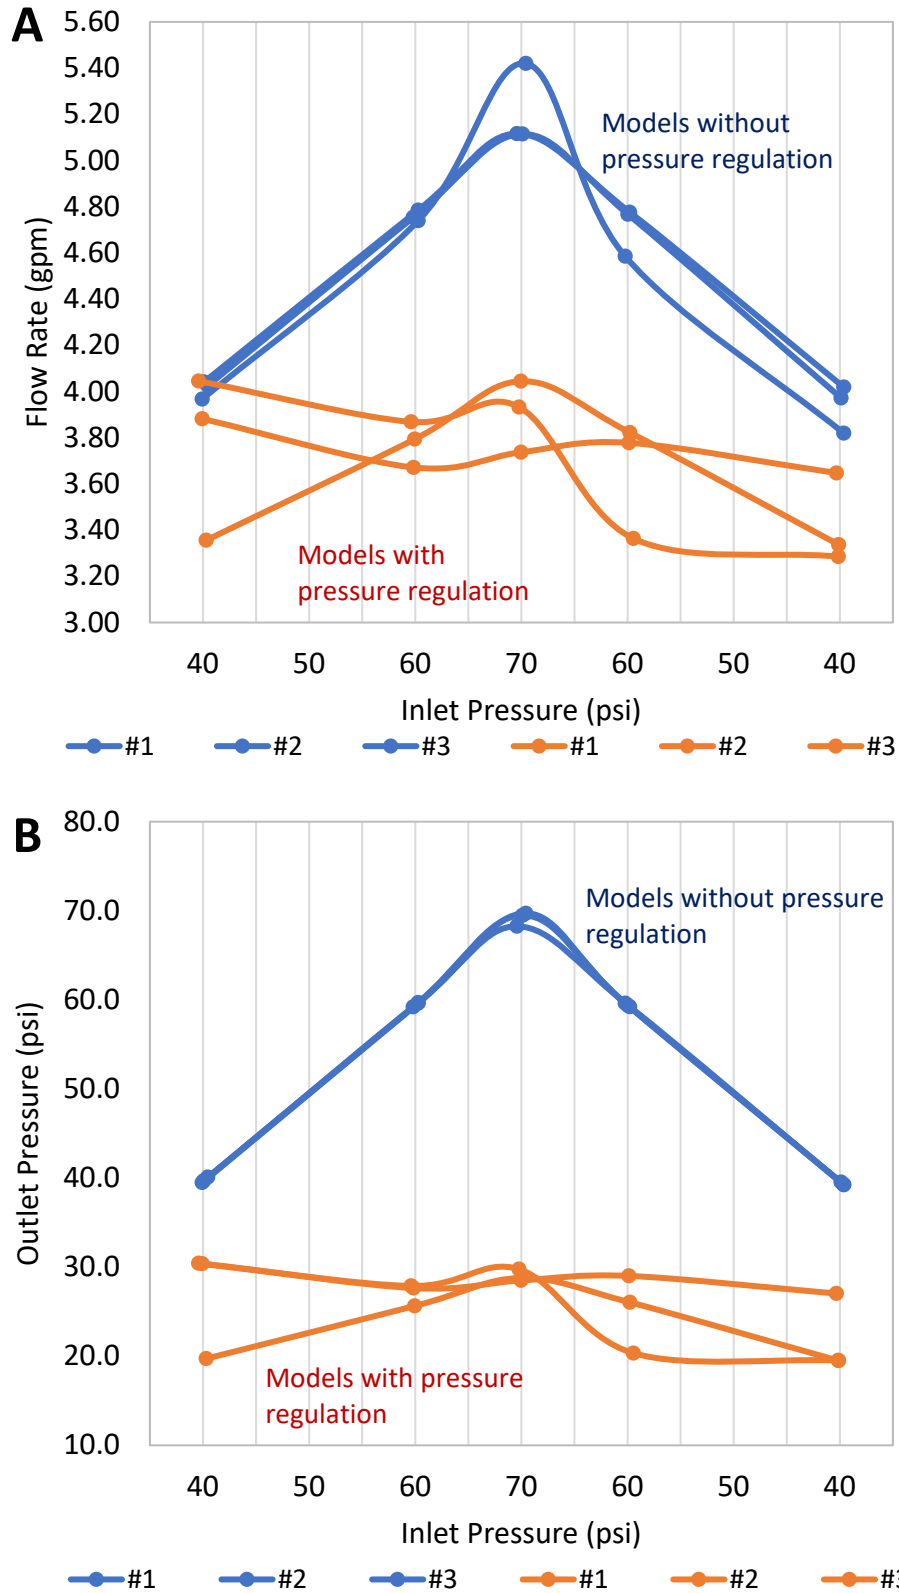 A
5.60
5.40
5.20
5.00
4.80
4.60
4.40
4.20
4.00
3.80
3.60
3.40
3.20
3.00
Flow Rate (gpm)
Models without
pressure regulation
Models with
pressure regulation
40 50 60 70 60 50 40
Inlet Pressure (psi)
#1 #2 #3 #1 #2 #3
B
80.0
70.0
60.0
50.0
40.0
30.0
20.0
10.0
Outlet Pressure (psi)
Models without pressure
regulation
Models with pressure
regulation
40 50 60 70 60 50 40
Inlet Pressure (psi)
#1 #2 #3 #1 #2 #3